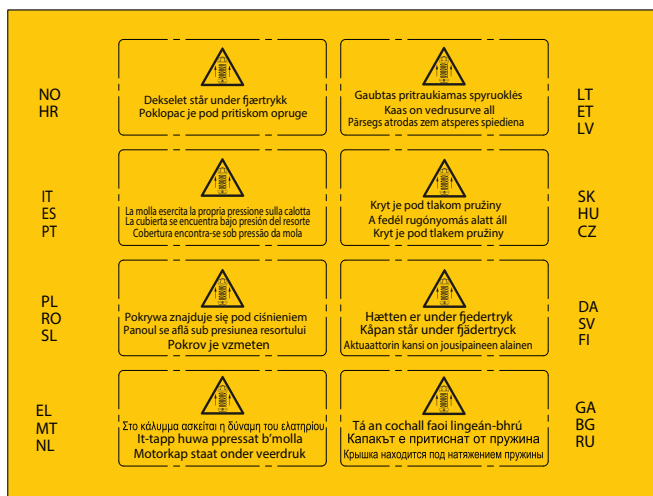 NO
HR
Dekselet står under fjærtrykk
Poklopac je pod pritiskom opruge
Gaubtas pritraukiamas spyruoklės
Kaas on vedrusurve all
Pārsegs atrodas zem atsperes spiediena
LT
ET
LV
IT
ES
PT
La molla esercita la propria pressione sulla calotta
La cubierta se encuentra bajo presión del resorte
Cobertura encontra-se sob pressão da mola
Kryt je pod tlakom pružiny
A fedél rugónyomás alatt áll
Kryt je pod tlakem pružiny
SK
HU
CZ
PL
RO
SL
Pokrywa znajduje się pod ciśnieniem
Panoul se află sub presiunea resortului
Pokrov je vzmeten
Hætten er under fjedertryk
Kåpan står under fjädertryck
Aktuaattorin kansi on jousipaineen alainen
DA
SV
FI
EL
MT
NL
Στο κάλυμμα ασκείται η δύναμη του ελατηρίου
It-tapp huwa ppressat b'molla
Motorkap staat onder veerdruk
Tá an cochall faoi lingeán-bhrú
Капакът е притиснат от пружина
Крышка находится под натяжением пружины
GA
BG
RU